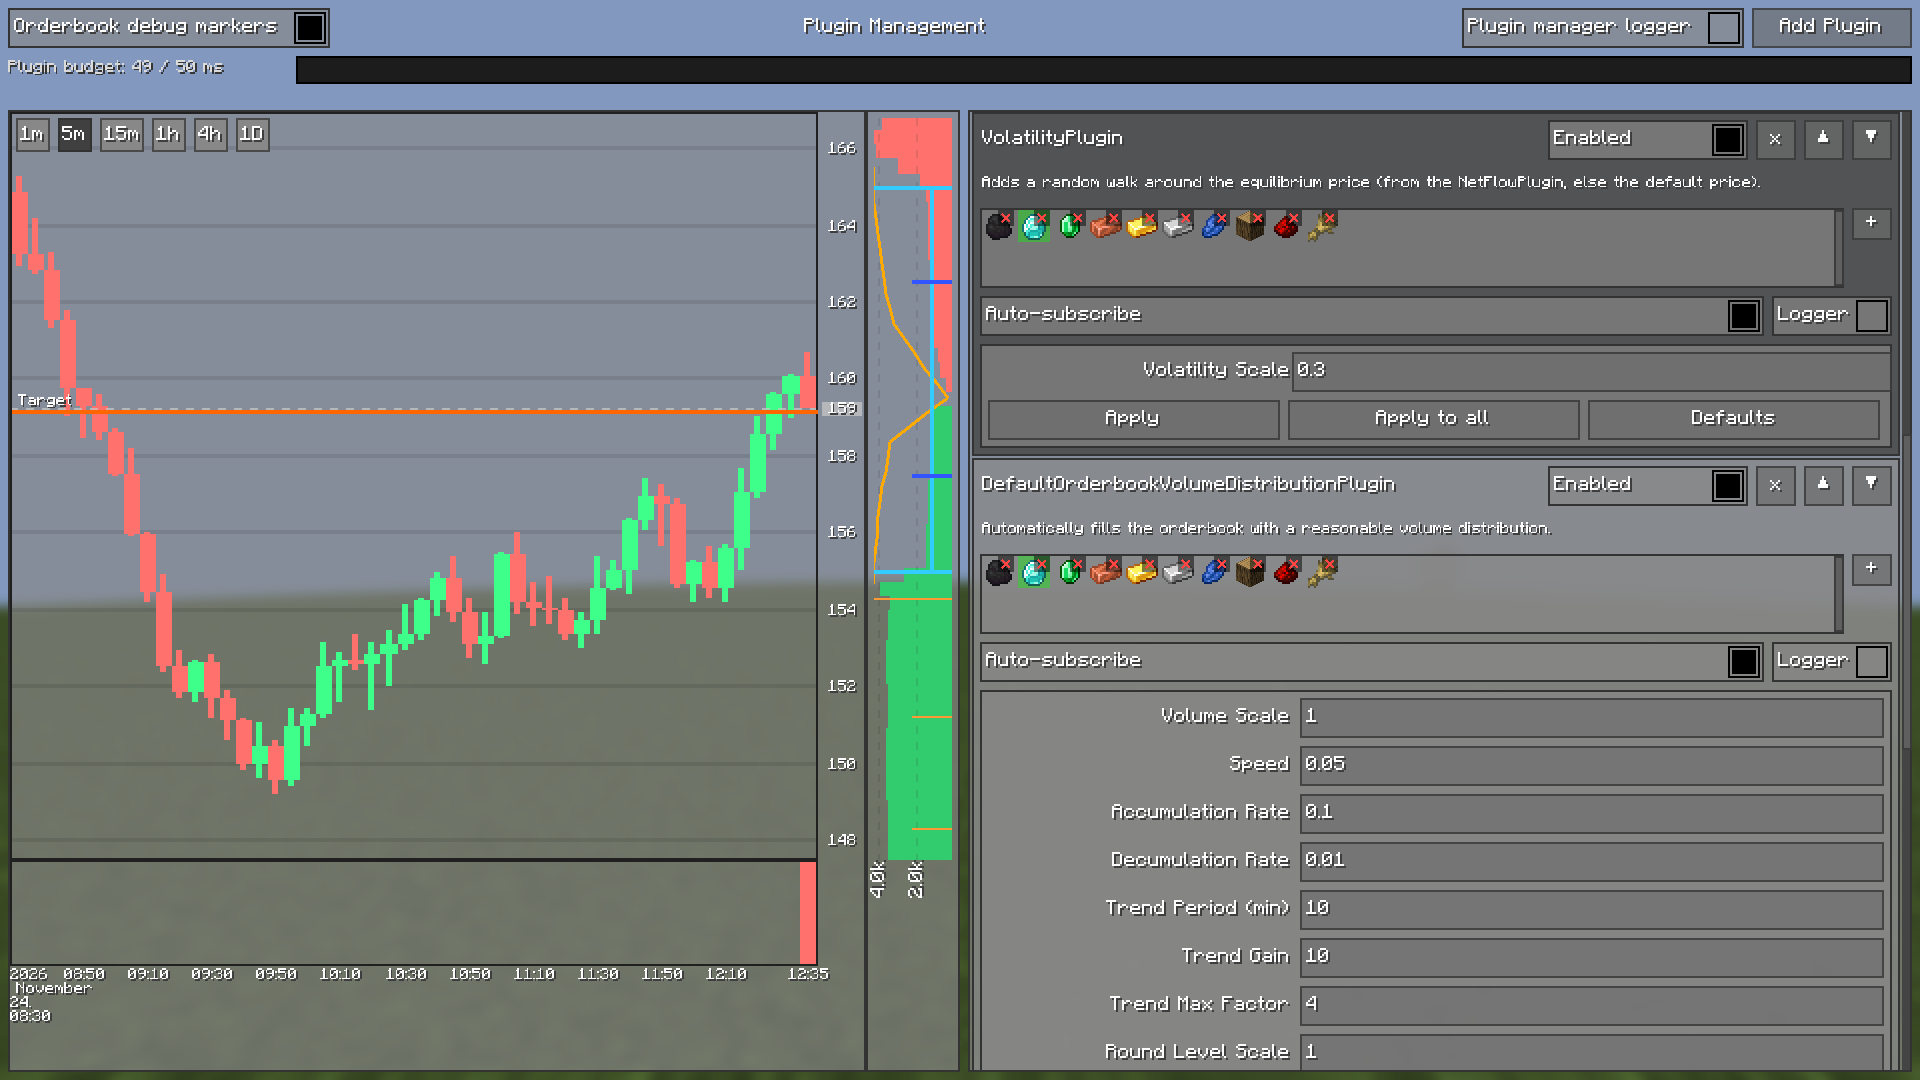 Orderbook debug markers
Plugin Management
Plugin manager logger
Add Plugin
Plugin budget: 49 / 50 ms
1m 5m 15m 1h 4h 1D
Target
166
164
162
160
159
158
156
154
152
150
148
4.0k
2.0k
2026 08:50 09:10 09:30 09:50 10:10 10:30 10:50 11:10 11:30 11:50 12:10 12:35
November
24.
08:30
VolatilityPlugin
Enabled
x ▲ ▼
Adds a random walk around the equilibrium price (from the NetFlowPlugin, else the default price).
+
Auto-subscribe
Logger
Volatility Scale 0.3
Apply
Apply to all
Defaults
DefaultOrderbookVolumeDistributionPlugin
Enabled
x ▲ ▼
Automatically fills the orderbook with a reasonable volume distribution.
+
Auto-subscribe
Logger
Volume Scale 1
Speed 0.05
Accumulation Rate 0.1
Decumulation Rate 0.01
Trend Period (min) 10
Trend Gain 10
Trend Max Factor 4
Round Level Scale 1